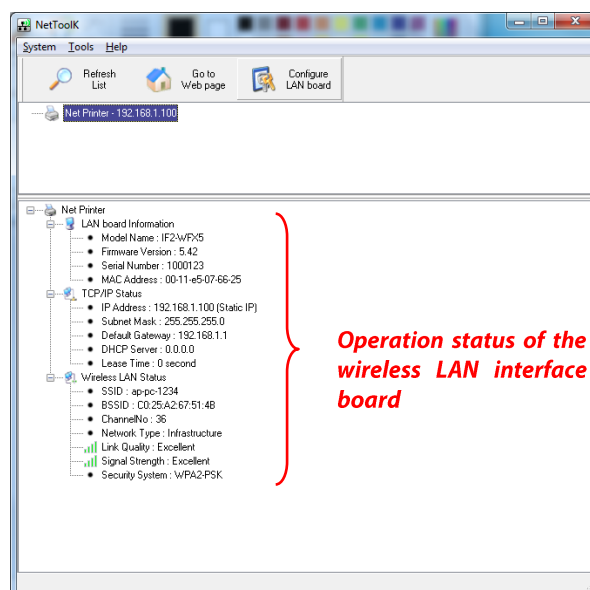 NetToolK
System Tools Help
Refresh List
Go to Web page
Configure LAN board
Net Printer - 192.168.1.100
Net Printer
LAN board Information
Model Name : IF2-WFX5
Firmware Version : 5.42
Serial Number : 1000123
MAC Address : 00-11-e5-07-66-25
TCP/IP Status
IP Address : 192.168.1.100 (Static IP)
Subnet Mask : 255.255.255.0
Default Gateway : 192.168.1.1
DHCP Server : 0.0.0.0
Lease Time : 0 second
Wireless LAN Status
SSID : ap-pc-1234
BSSID : C0:25:A2:67:51:4B
ChannelNo : 36
Network Type : Infrastructure
Link Quality : Excellent
Signal Strength : Excellent
Security System : WPA2-PSK
Operation status of the
wireless LAN interface
board